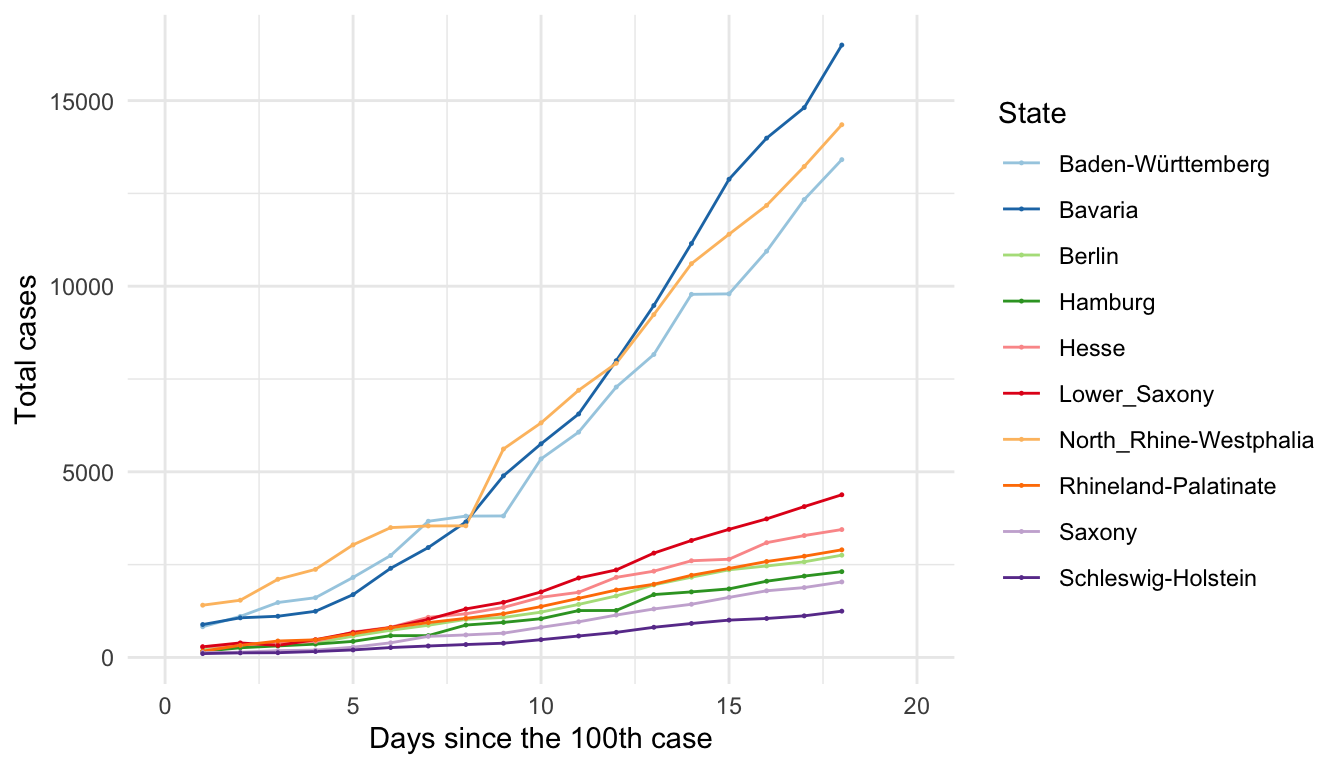 15000
10000
5000
0
Total cases
0 5 10 15 20
Days since the 100th case
State
Baden-Württemberg
Bavaria
Berlin
Hamburg
Hesse
Lower_Saxony
North_Rhine-Westphalia
Rhineland-Palatinate
Saxony
Schleswig-Holstein